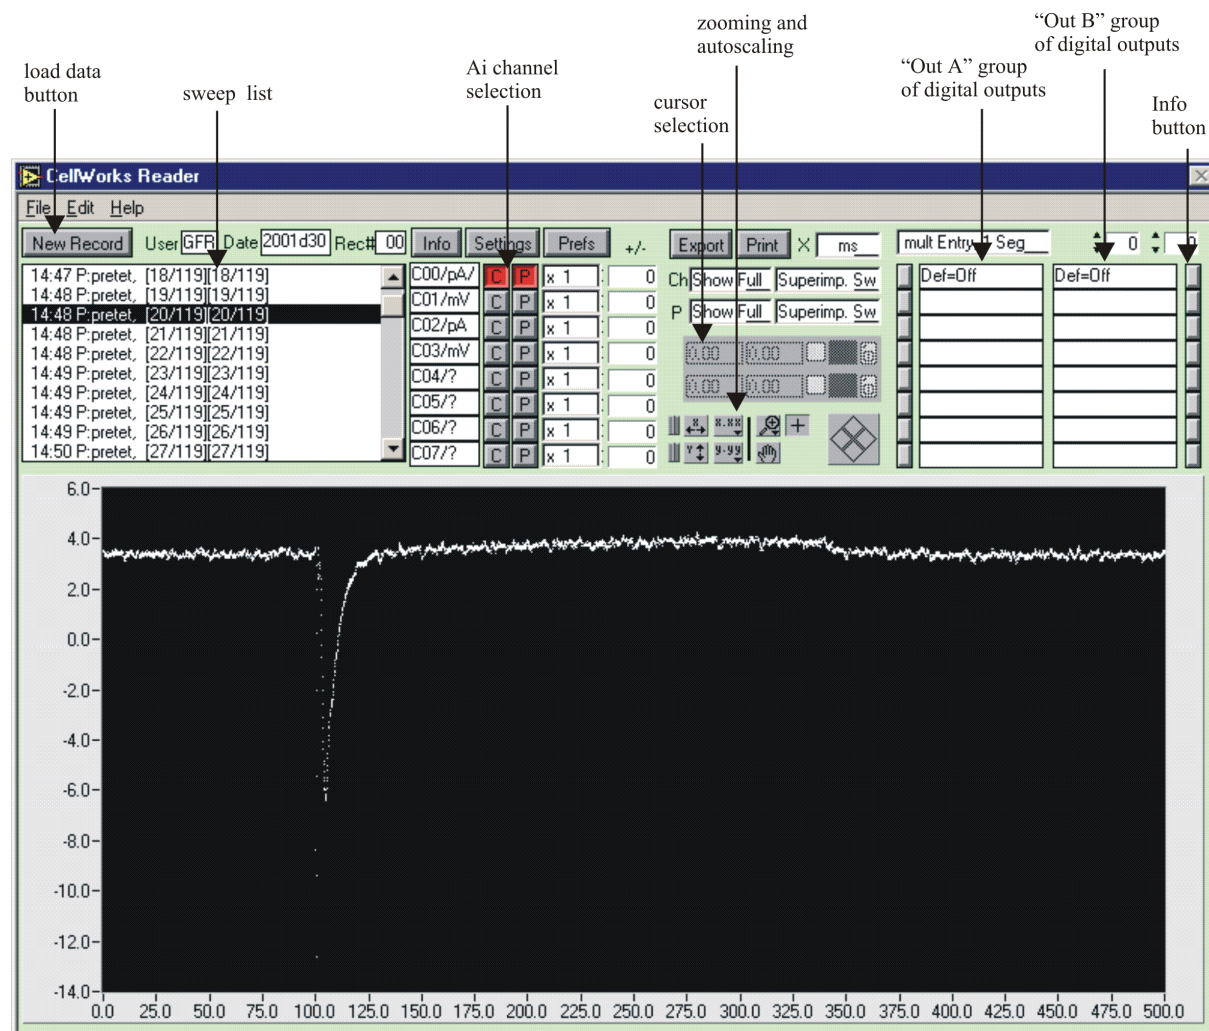 zooming and
autoscaling
“Out B” group
of digital outputs
load data
button
sweep list
Ai channel
selection
cursor
selection
“Out A” group
of digital outputs
Info
button
CellWorks Reader
File Edit Help
New Record User GFR Date 2001d30 Rec# 00 Info Settings Prefs +/- Export Print X ms mult Entry, 1 Seg 0
14:47 P:pretet, [18/119][18/119]
14:48 P:pretet, [19/119][19/119]
14:48 P:pretet, [20/119][20/119]
14:48 P:pretet, [21/119][21/119]
14:48 P:pretet, [22/119][22/119]
14:49 P:pretet, [23/119][23/119]
14:49 P:pretet, [24/119][24/119]
14:49 P:pretet, [25/119][25/119]
14:49 P:pretet, [26/119][26/119]
14:50 P:pretet, [27/119][27/119]
C00/pA/ C P x 1 : 0
C01/mV C P x 1 : 0
C02/pA C P x 1 : 0
C03/mV C P x 1 : 0
C04/? C P x 1 : 0
C05/? C P x 1 : 0
C06/? C P x 1 : 0
C07/? C P x 1 : 0
Ch Show Full Superimp. Sw
P Show Full Superimp. Sw
0.00 0.00
0.00 0.00
X x.xx
Y y.yy
Def=Off Def=Off
6.0
4.0
2.0
0.0
-2.0
-4.0
-6.0
-8.0
-10.0
-12.0
-14.0
0.0 25.0 50.0 75.0 100.0 125.0 150.0 175.0 200.0 225.0 250.0 275.0 300.0 325.0 350.0 375.0 400.0 425.0 450.0 475.0 500.0